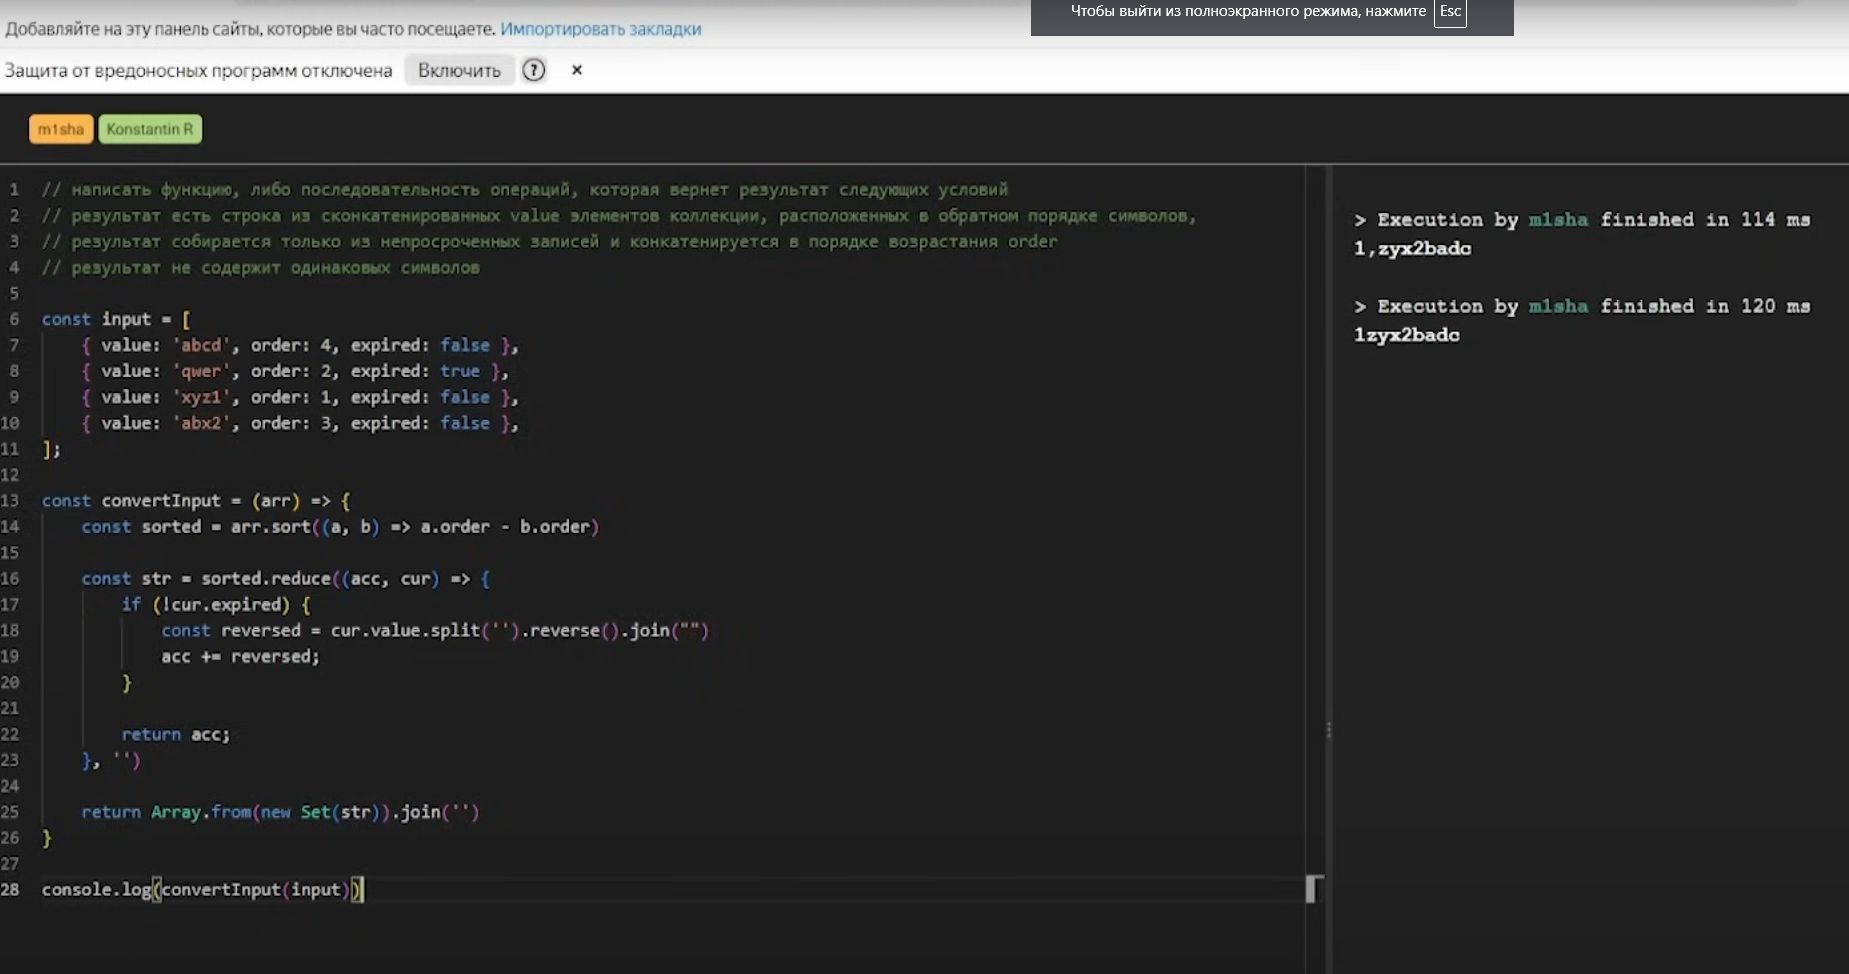 Чтобы выйти из полноэкранного режима, нажмите Esc
Добавляйте на эту панель сайты, которые вы часто посещаете. Импортировать закладки
Защита от вредоносных программ отключена Включить ? ×
m1sha Konstantin R
1 // написать функцию, либо последовательность операций, которая вернет результат следующих условий
2 // результат есть строка из сконкатенированных value элементов коллекции, расположенных в обратном порядке символов,
3 // результат собирается только из непросроченных записей и конкатенируется в порядке возрастания order
4 // результат не содержит одинаковых символов
5
6 const input = [
7 { value: 'abcd', order: 4, expired: false },
8 { value: 'qwer', order: 2, expired: true },
9 { value: 'xyz1', order: 1, expired: false },
10 { value: 'abx2', order: 3, expired: false },
11 ];
12
13 const convertInput = (arr) => {
14 const sorted = arr.sort((a, b) => a.order - b.order)
15
16 const str = sorted.reduce((acc, cur) => {
17 if (!cur.expired) {
18 const reversed = cur.value.split('').reverse().join("")
19 acc += reversed;
20 }
21
22 return acc;
23 }, '')
24
25 return Array.from(new Set(str)).join('')
26 }
27
28 console.log(convertInput(input))
> Execution by m1sha finished in 114 ms
1,zyx2badc
> Execution by m1sha finished in 120 ms
1zyx2badc